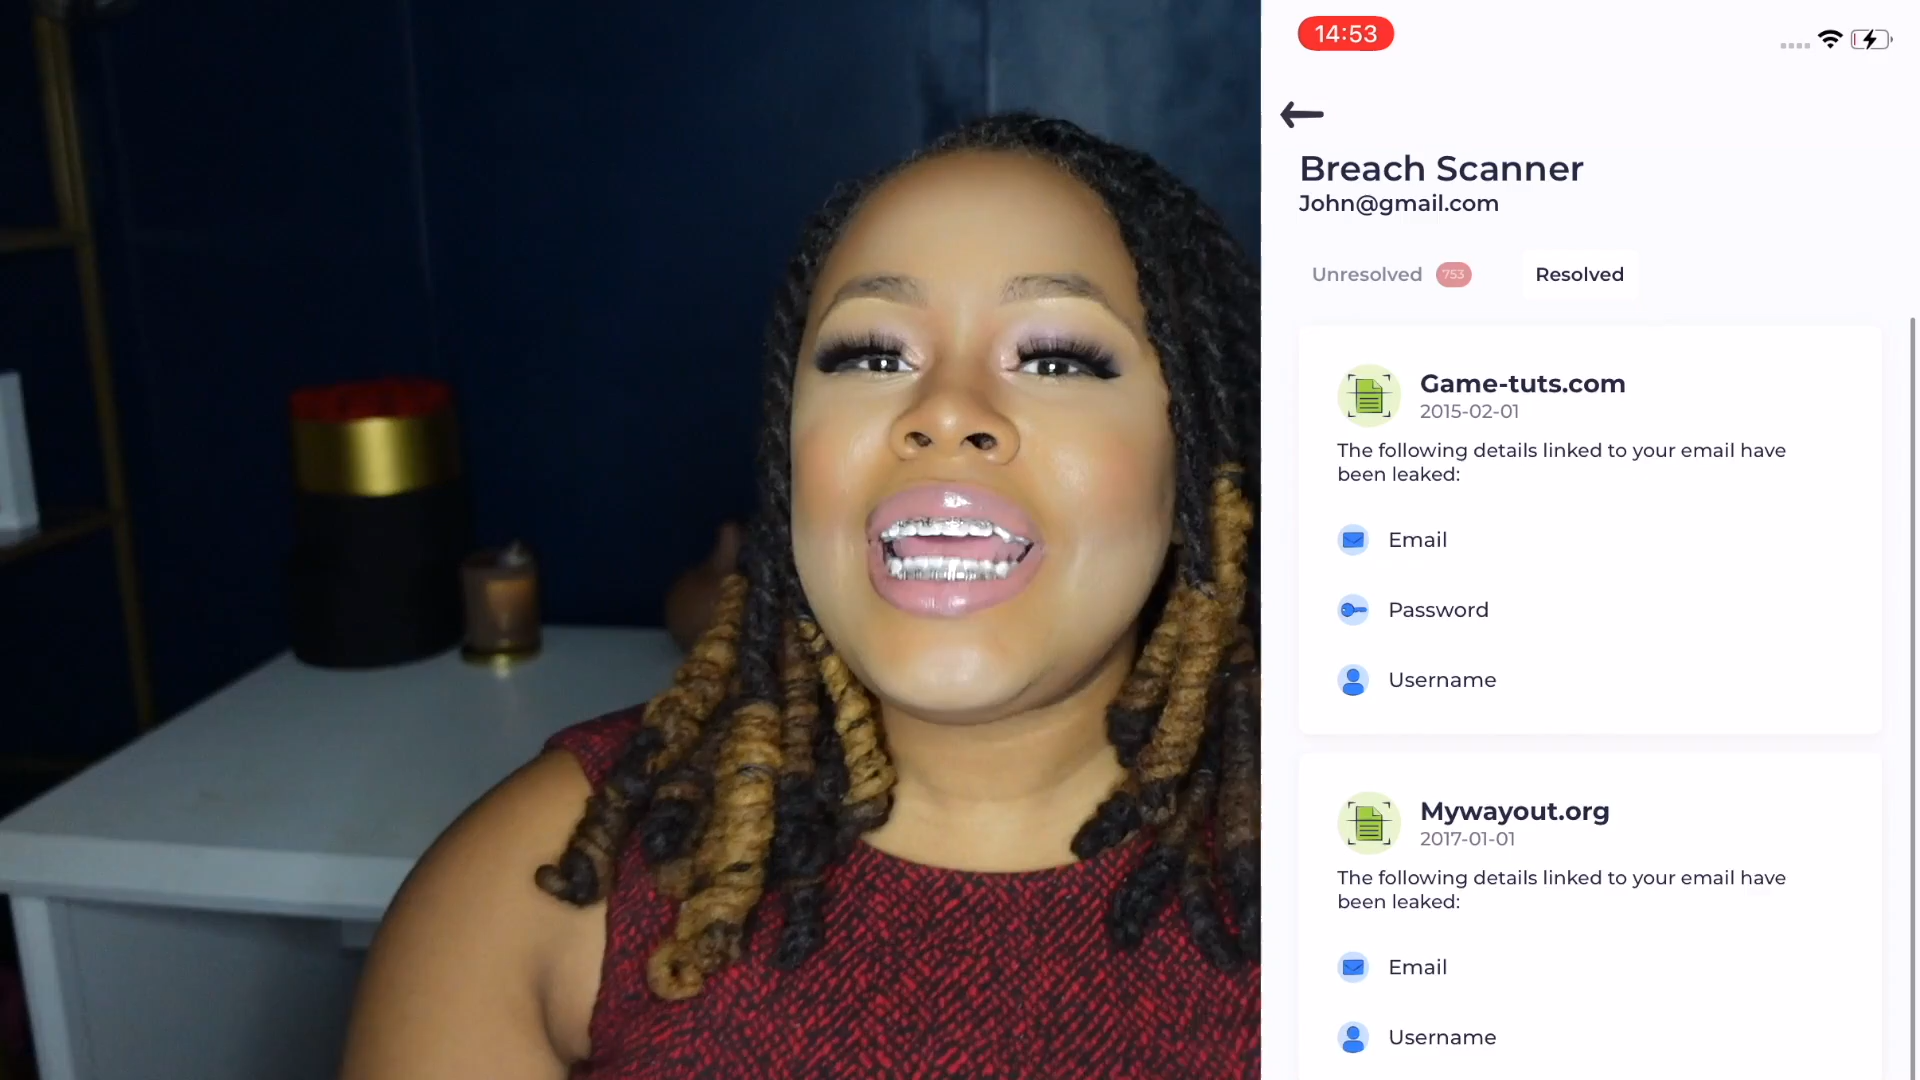 14:53
Breach Scanner
John@gmail.com
Unresolved 753 Resolved
Game-tuts.com
2015-02-01
The following details linked to your email have
been leaked:
Email
Password
Username
Mywayout.org
2017-01-01
The following details linked to your email have
been leaked:
Email
Username